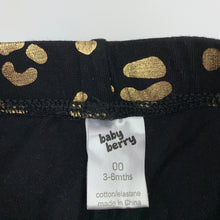 baby
berry
00
3-6mths
cotton/elastane
made in china